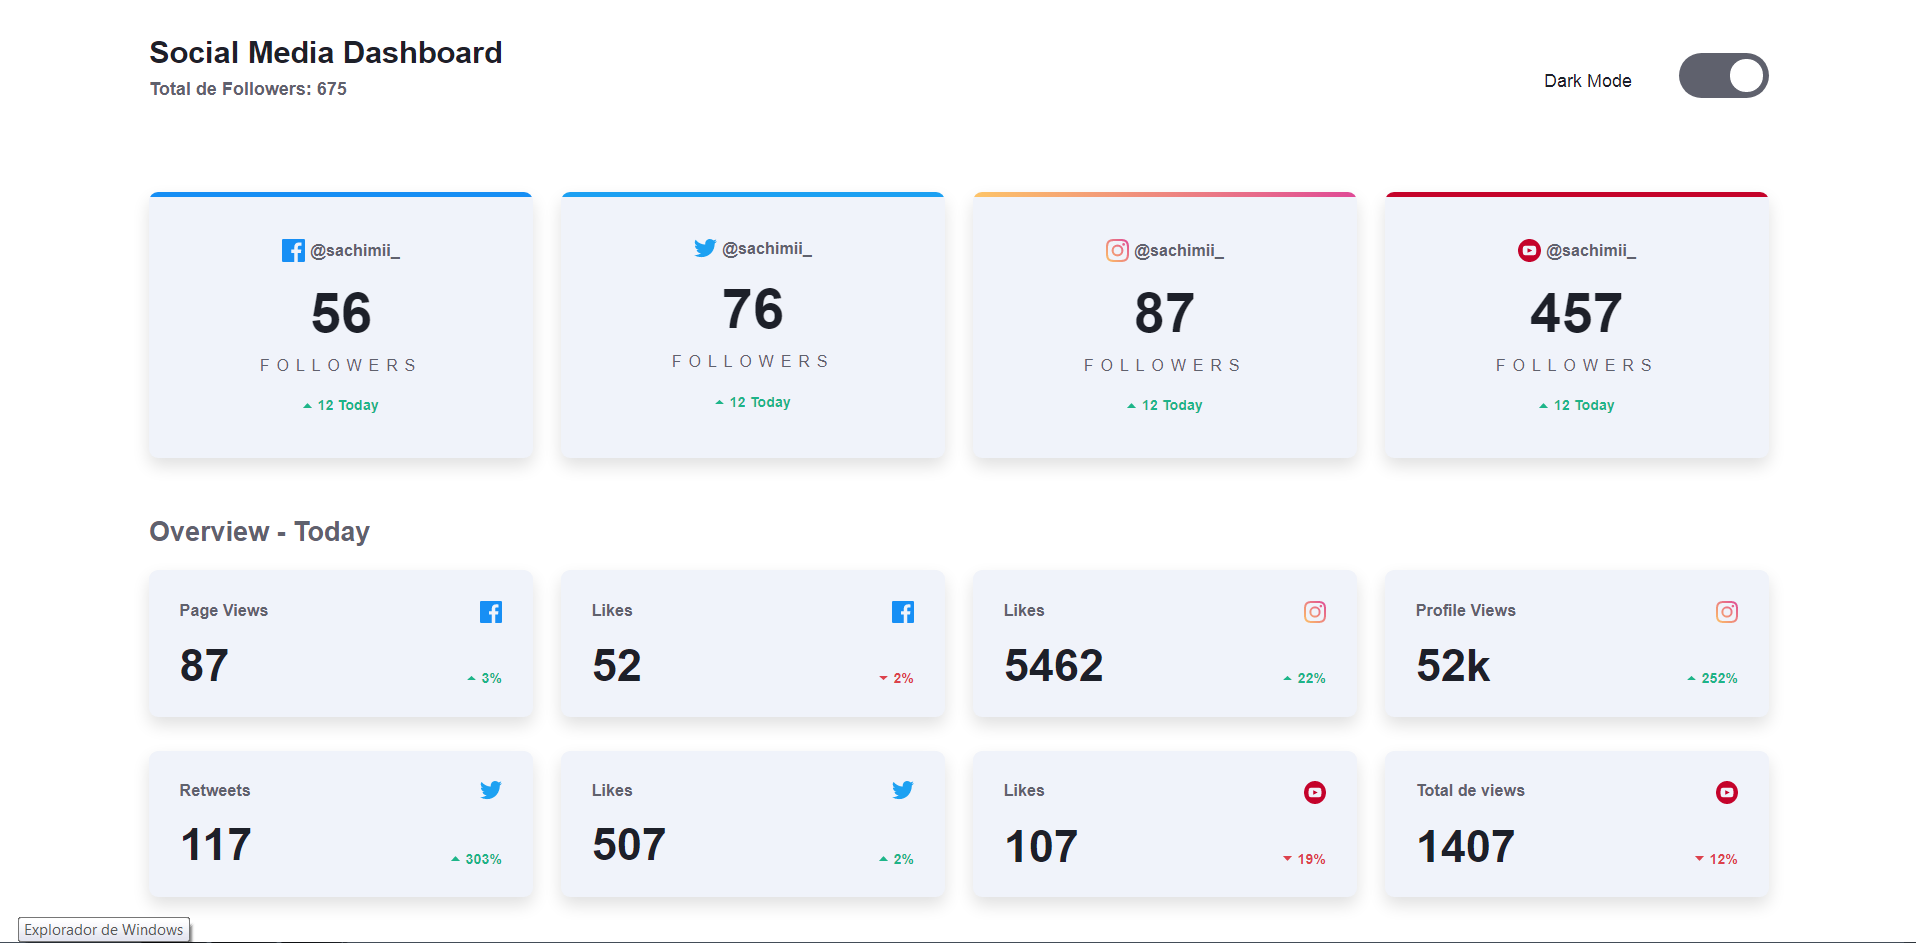 Social Media Dashboard
Total de Followers: 675
Dark Mode
@sachimii_
56
FOLLOWERS
12 Today
@sachimii_
76
FOLLOWERS
12 Today
@sachimii_
87
FOLLOWERS
12 Today
@sachimii_
457
FOLLOWERS
12 Today
Overview - Today
Page Views
87
3%
Likes
52
2%
Likes
5462
22%
Profile Views
52k
252%
Retweets
117
303%
Likes
507
2%
Likes
107
19%
Total de views
1407
12%
Explorador de Windows